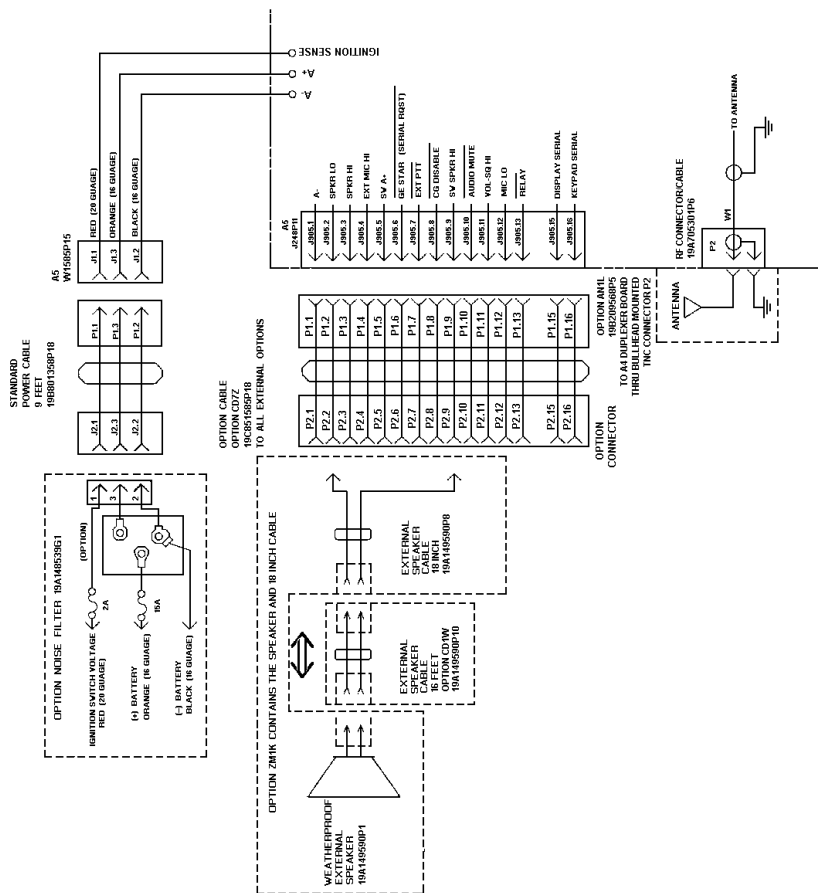 IGNITION SENSE
A+
A-
RED (20 GUAGE)
ORANGE (16 GUAGE)
BLACK (16 GUAGE)
A5
W1585P15
J1.1
J1.3
J1.2
P1.1
P1.3
P1.2
STANDARD
POWER CABLE
9 FEET
19B801358P18
J2.1
J2.3
J2.2
OPTION NOISE FILTER 19A148539G1
(OPTION)
1
3
2
2A
15A
IGNITION SWITCH VOLTAGE
RED (20 GUAGE)
(+) BATTERY
ORANGE (16 GUAGE)
(-) BATTERY
BLACK (16 GUAGE)
A-
SPKR LO
SPKR HI
EXT MIC HI
SW A+
GE STAR (SERIAL RQST)
EXT PTT
CG DISABLE
SW SPKR HI
AUDIO MUTE
VOL-SQ HI
MIC LO
RELAY
DISPLAY SERIAL
KEYPAD SERIAL
A5
J248P11
J905.1
J905.2
J905.3
J905.4
J905.5
J905.6
J905.7
J905.8
J905.9
J905.10
J905.11
J905.12
J905.13
J905.15
J905.16
P1.1
P1.2
P1.3
P1.4
P1.5
P1.6
P1.7
P1.8
P1.9
P1.10
P1.11
P1.12
P1.13
P1.15
P1.16
OPTION CABLE
OPTION CD7Z
19C851585P18
TO ALL EXTERNAL OPTIONS
P2.1
P2.2
P2.3
P2.4
P2.5
P2.6
P2.7
P2.8
P2.9
P2.10
P2.11
P2.12
P2.13
P2.15
P2.16
OPTION
CONNECTOR
TO ANTENNA
RF CONNECTOR/CABLE
19A705301P6
W1
P2
ANTENNA
OPTION AN1L
19B209568P5
TO A4 DUPLEXER BOARD
THRU BULLHEAD MOUNTED
TNC CONNECTOR P2
OPTION ZM1K CONTAINS THE SPEAKER AND 18 INCH CABLE
EXTERNAL
SPEAKER
CABLE
18 INCH
19A149590P8
EXTERNAL
SPEAKER
CABLE
16 FEET
OPTION CD1W
19A149590P10
WEATHERPROOF
EXTERNAL
SPEAKER
19A149590P1